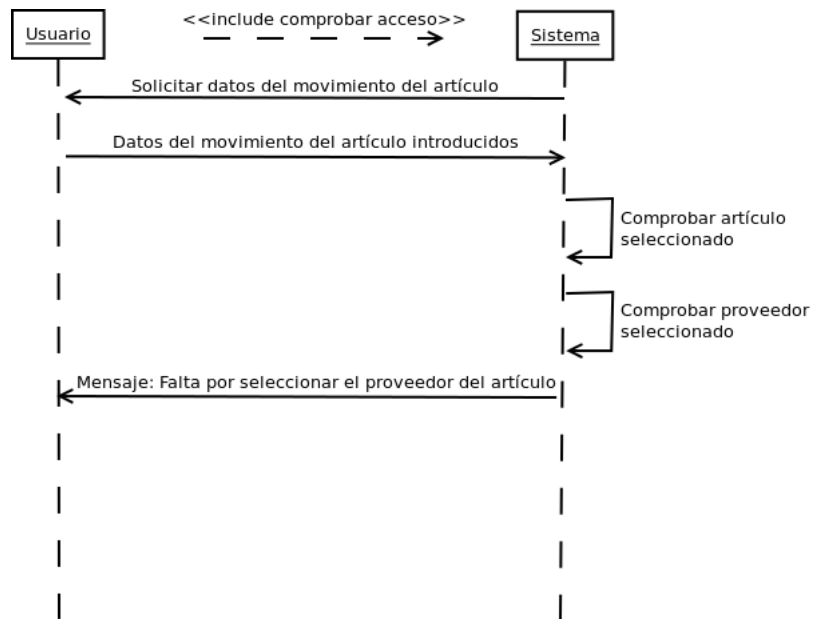 <<include comprobar acceso>>
Usuario
Sistema
Solicitar datos del movimiento del artículo
Datos del movimiento del artículo introducidos
Comprobar artículo
seleccionado
Comprobar proveedor
seleccionado
Mensaje: Falta por seleccionar el proveedor del artículo